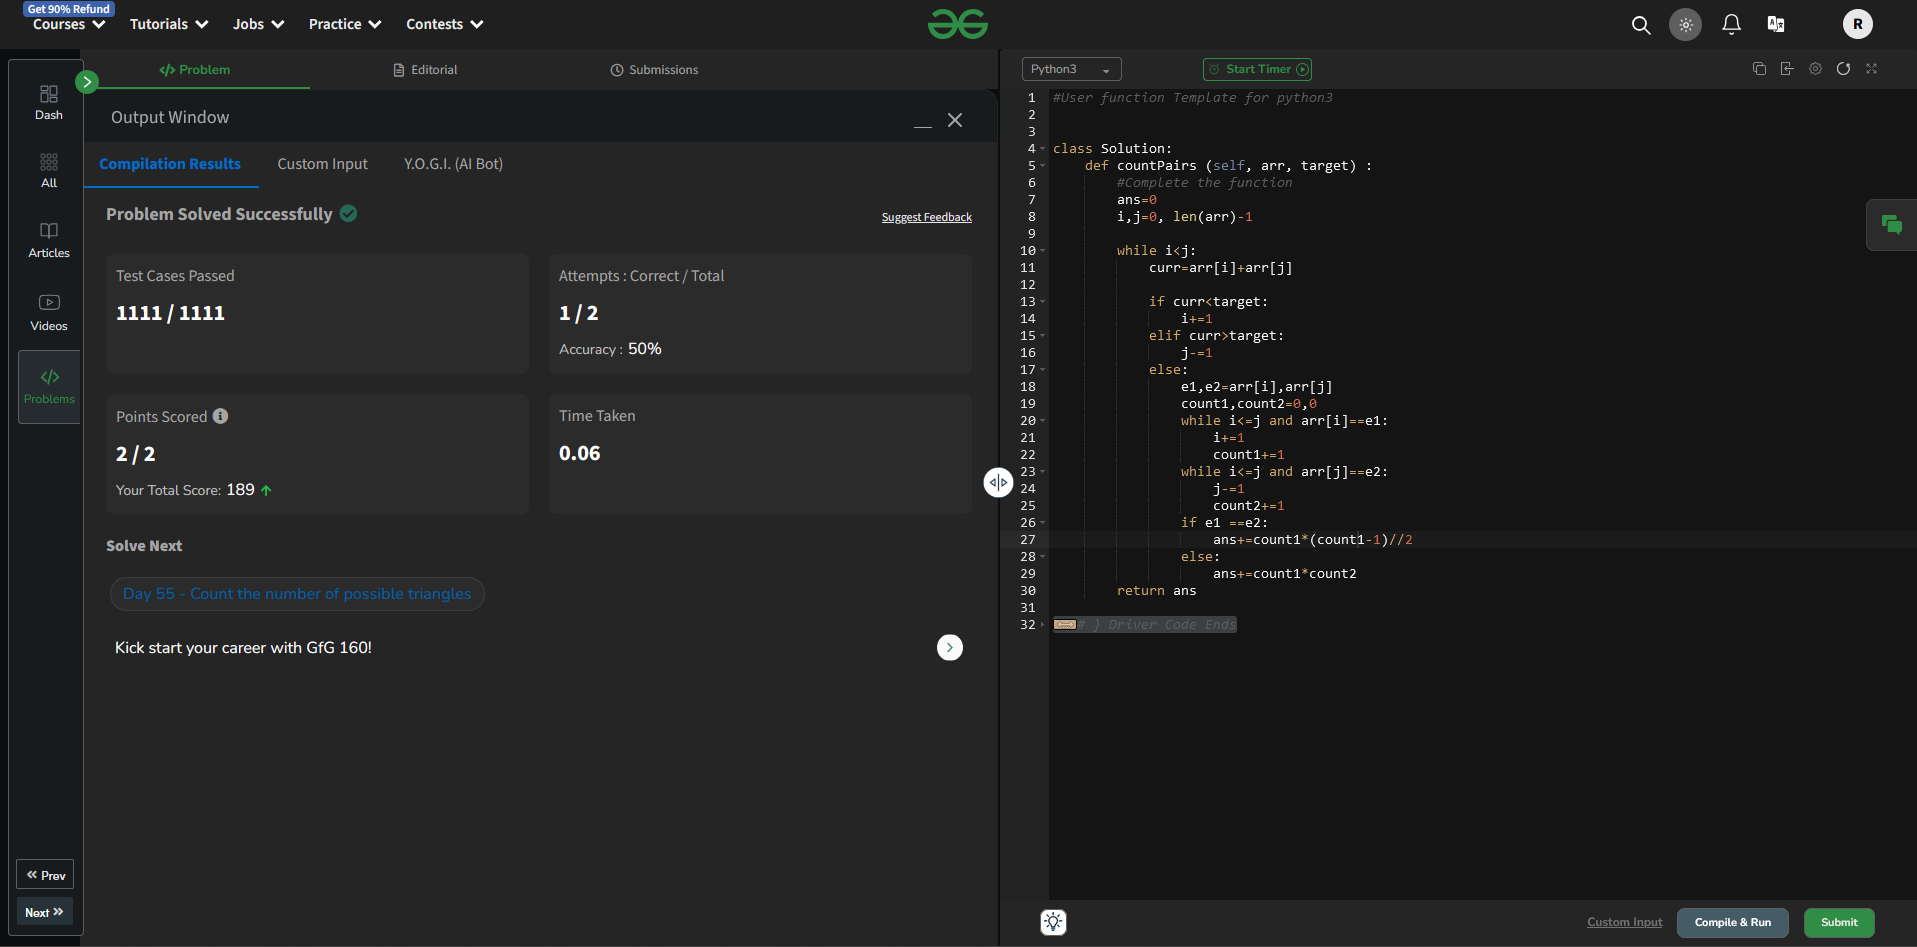 Get 90% Refund
Courses Tutorials Jobs Practice Contests
R
Dash
All
Articles
Videos
Problems
Prev
Next
Problem Editorial Submissions
Output Window
Compilation Results Custom Input Y.O.G.I. (AI Bot)
Problem Solved Successfully
Suggest Feedback
Test Cases Passed
1111 / 1111
Attempts : Correct / Total
1 / 2
Accuracy : 50%
Points Scored
2 / 2
Your Total Score: 189
Time Taken
0.06
Solve Next
Day 55 - Count the number of possible triangles
Kick start your career with GfG 160!
Python3 Start Timer
1 #User function Template for python3
2
3
4 class Solution:
5 def countPairs (self, arr, target) :
6 #Complete the function
7 ans=0
8 i,j=0, len(arr)-1
9
10 while i<j:
11 curr=arr[i]+arr[j]
12
13 if curr<target:
14 i+=1
15 elif curr>target:
16 j-=1
17 else:
18 e1,e2=arr[i],arr[j]
19 count1,count2=0,0
20 while i<=j and arr[i]==e1:
21 i+=1
22 count1+=1
23 while i<=j and arr[j]==e2:
24 j-=1
25 count2+=1
26 if e1 ==e2:
27 ans+=count1*(count1-1)//2
28 else:
29 ans+=count1*count2
30 return ans
31
32 # } Driver Code Ends
Custom Input Compile & Run Submit